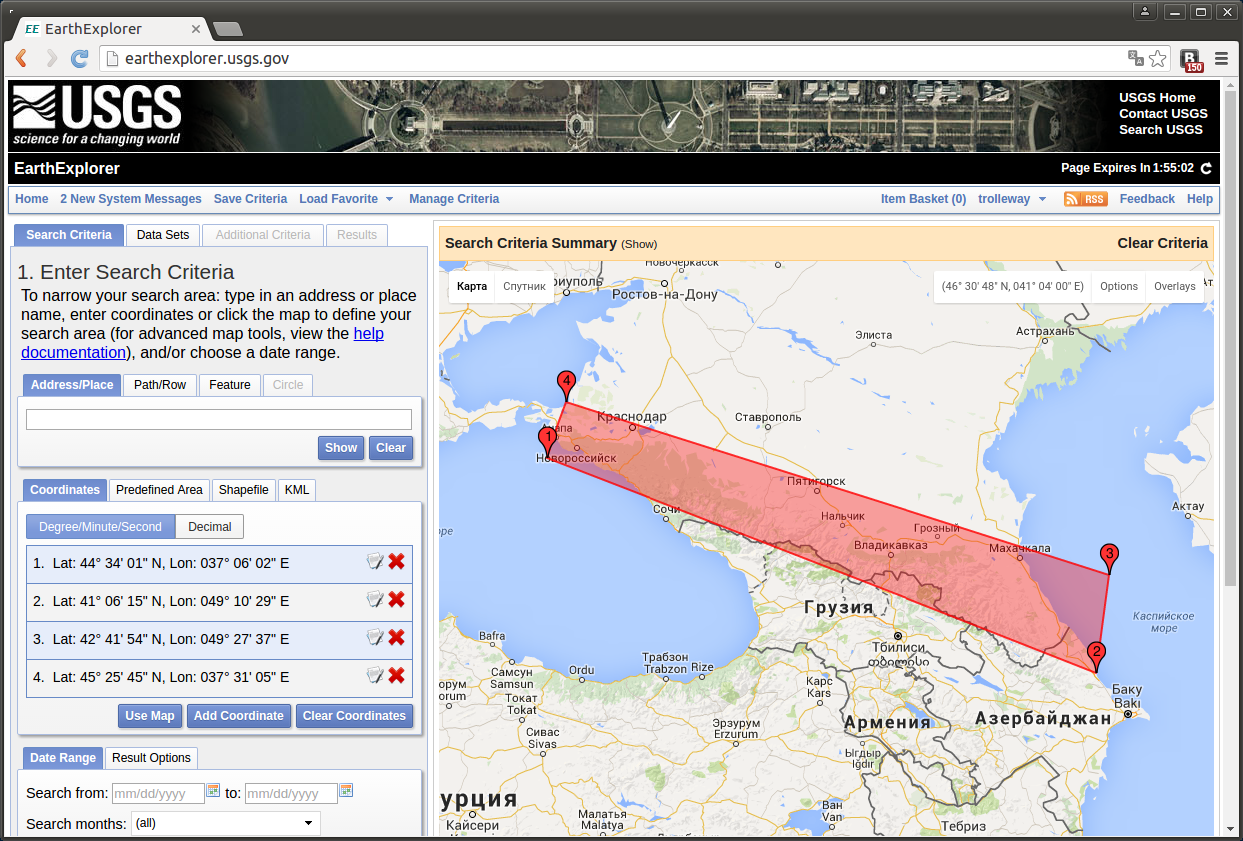 EE EarthExplorer
earthexplorer.usgs.gov
150
USGS
science for a changing world
USGS Home
Contact USGS
Search USGS
EarthExplorer
Page Expires In 1:55:02
Home 2 New System Messages Save Criteria Load Favorite Manage Criteria
Item Basket (0) trolleway RSS Feedback Help
Search Criteria Data Sets Additional Criteria Results
1. Enter Search Criteria
To narrow your search area: type in an address or place
name, enter coordinates or click the map to define your
search area (for advanced map tools, view the help
documentation), and/or choose a date range.
Address/Place Path/Row Feature Circle
Show Clear
Coordinates Predefined Area Shapefile KML
Degree/Minute/Second Decimal
1. Lat: 44° 34' 01" N, Lon: 037° 06' 02" E
2. Lat: 41° 06' 15" N, Lon: 049° 10' 29" E
3. Lat: 42° 41' 54" N, Lon: 049° 27' 37" E
4. Lat: 45° 25' 45" N, Lon: 037° 31' 05" E
Use Map Add Coordinate Clear Coordinates
Date Range Result Options
Search from: mm/dd/yyyy to: mm/dd/yyyy
Search months: (all)
Search Criteria Summary (Show)
Clear Criteria
Карта Спутник
(46° 30' 48" N, 041° 04' 00" E) Options Overlays
Новочеркасск
риуполь
Ростов-на-Дону
Элиста
Астрахань
4
Краснодар
Ставрополь
Анапа
1
Новороссийск
Пятигорск
Сочи
Нальчик
Грозный
Актау
Владикавказ
Махачкала
3
оре
Грузия
Каспийское
море
Bafra
Тбилиси
თბილისი
2
Самсун
Samsun
Ordu
Трабзон
Trabzon
Rize
Карс
Kars
Баку
Bakı
орум
orum
Токат
Tokat
Сивас
Sivas
Эрзурум
Erzurum
Армения
Азербайджан
Ыгдыр
Iğdır
урция
Кайсери
Малатья
Malatya
Ван
Van
Тебриз